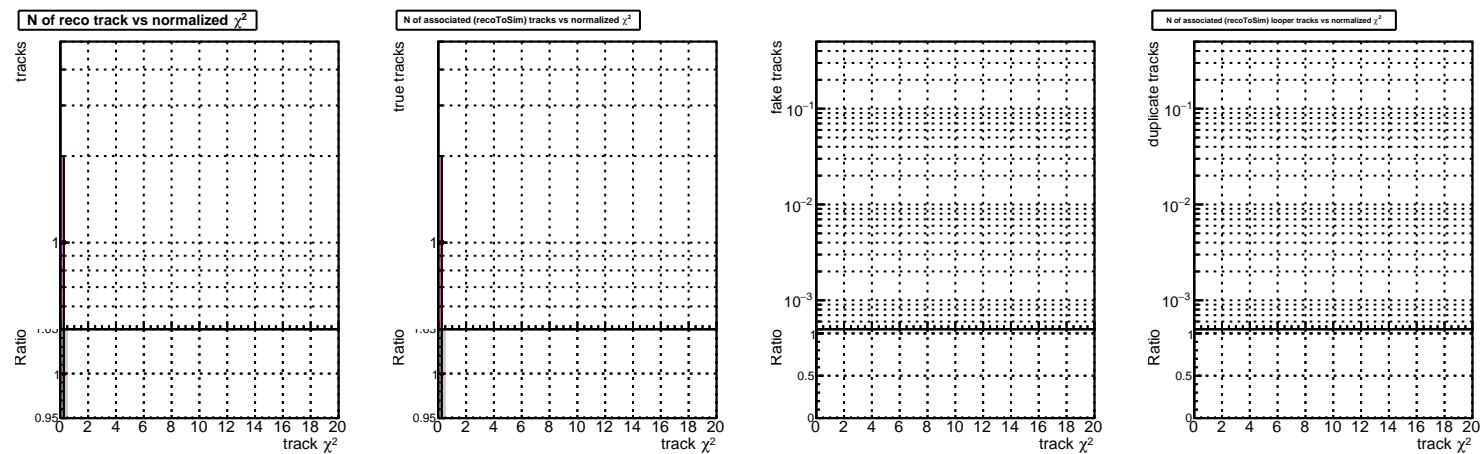 N of reco track vs normalized χ²
tracks
1
Ratio
1
0.95
0 2 4 6 8 10 12 14 16 18 20
track χ²
N of associated (recoToSim) tracks vs normalized χ²
true tracks
1
Ratio
1
0.95
0 2 4 6 8 10 12 14 16 18 20
track χ²
fake tracks
10⁻¹
10⁻²
10⁻³
Ratio
1
0.5
0
0 2 4 6 8 10 12 14 16 18 20
track χ²
N of associated (recoToSim) looper tracks vs normalized χ²
duplicate tracks
10⁻¹
10⁻²
10⁻³
Ratio
1
0.5
0
0 2 4 6 8 10 12 14 16 18 20
track χ²